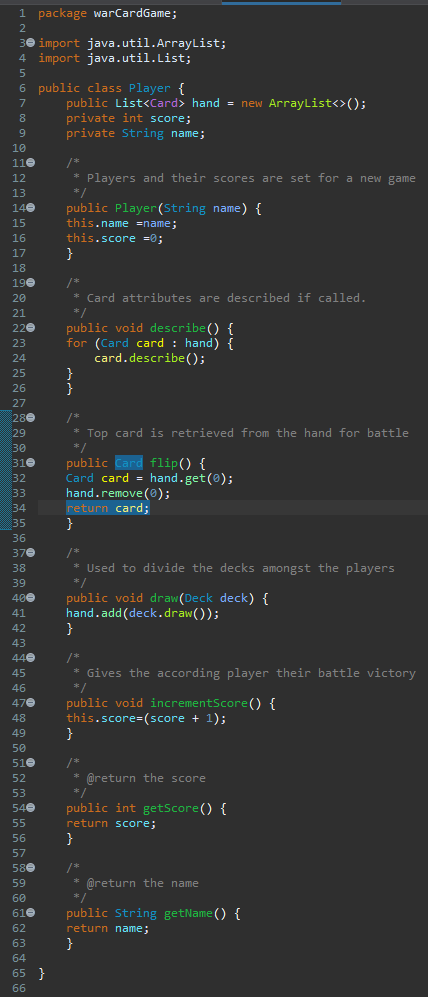 1 package warCardGame;
2
3 import java.util.ArrayList;
4 import java.util.List;
5
6 public class Player {
7     public List<Card> hand = new ArrayList<>();
8     private int score;
9     private String name;
10
11     /*
12      * Players and their scores are set for a new game
13      */
14     public Player(String name) {
15     this.name =name;
16     this.score =0;
17     }
18
19     /*
20      * Card attributes are described if called.
21      */
22     public void describe() {
23     for (Card card : hand) {
24         card.describe();
25     }
26     }
27
28     /*
29      * Top card is retrieved from the hand for battle
30      */
31     public Card flip() {
32     Card card = hand.get(0);
33     hand.remove(0);
34     return card;
35     }
36
37     /*
38      * Used to divide the decks amongst the players
39      */
40     public void draw(Deck deck) {
41     hand.add(deck.draw());
42     }
43
44     /*
45      * Gives the according player their battle victory
46      */
47     public void incrementScore() {
48     this.score=(score + 1);
49     }
50
51     /*
52      * @return the score
53      */
54     public int getScore() {
55     return score;
56     }
57
58     /*
59      * @return the name
60      */
61     public String getName() {
62     return name;
63     }
64
65 }
66